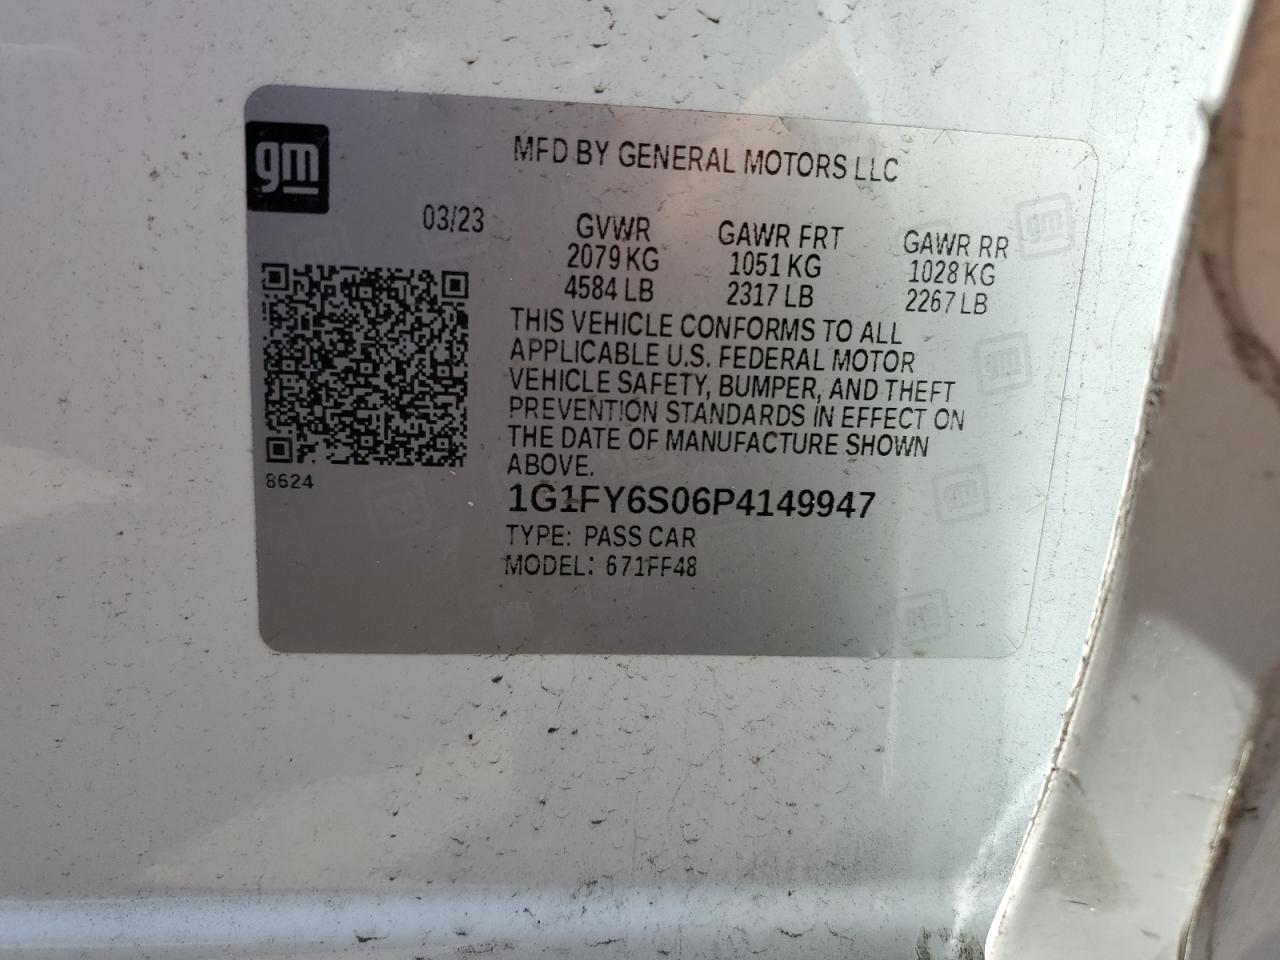 gm
MFD BY GENERAL MOTORS LLC
03/23
GVWR GAWR FRT GAWR RR
2079 KG 1051 KG 1028 KG
4584 LB 2317 LB 2267 LB
THIS VEHICLE CONFORMS TO ALL
APPLICABLE U.S. FEDERAL MOTOR
VEHICLE SAFETY, BUMPER, AND THEFT
PREVENTION STANDARDS IN EFFECT ON
THE DATE OF MANUFACTURE SHOWN
ABOVE.
8624
1G1FY6S06P4149947
TYPE: PASS CAR
MODEL: 671FF48